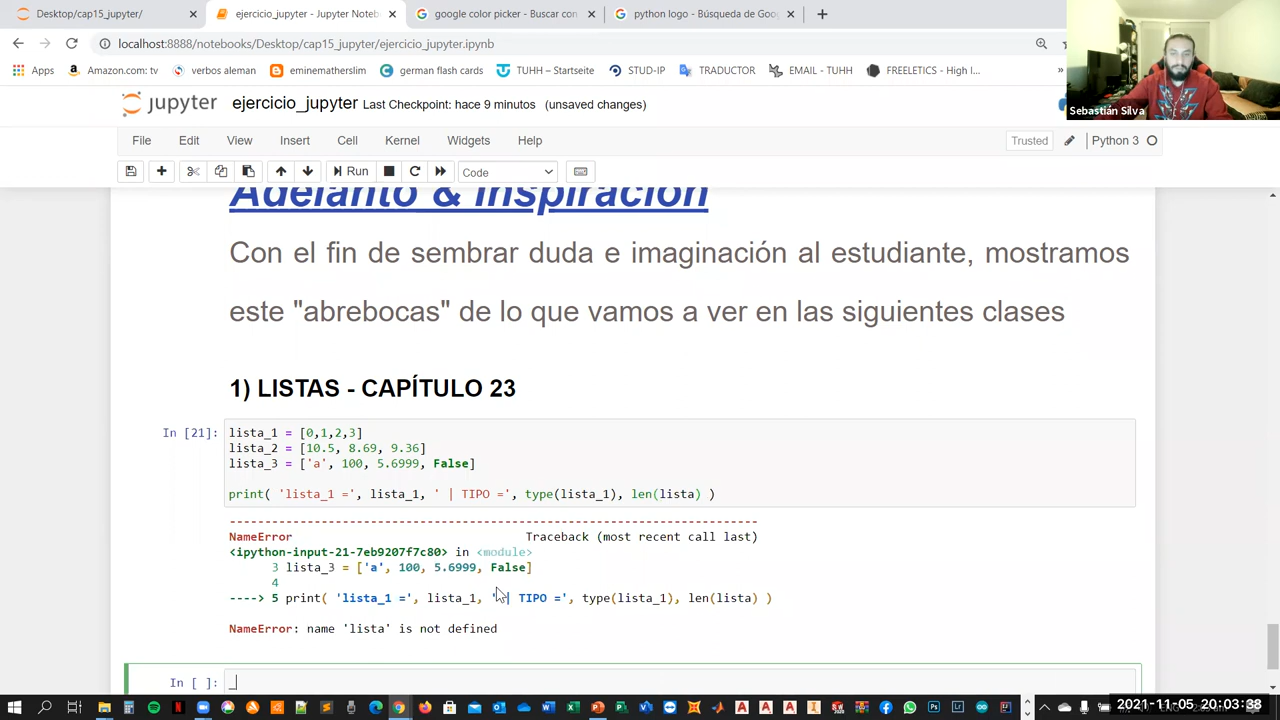 Desktop/cap15_jupyter/
ejercicio_jupyter - Jupyter Noteb
google color picker - Buscar con
python logo - Búsqueda de Goo
localhost:8888/notebooks/Desktop/cap15_jupyter/ejercicio_jupyter.ipynb
Apps
Amazon.com: tv
verbos aleman
eminematherslim
german flash cards
TUHH – Startseite
STUD-IP
TRADUCTOR
EMAIL - TUHH
FREELETICS - High I...
»
Sebastián Silva
jupyter
ejercicio_jupyter Last Checkpoint: hace 9 minutos (unsaved changes)
File Edit View Insert Cell Kernel Widgets Help
Trusted
Python 3
Run
Code
Adelanto & Inspiración
Con el fin de sembrar duda e imaginación al estudiante, mostramos
este "abrebocas" de lo que vamos a ver en las siguientes clases
1) LISTAS - CAPÍTULO 23
In [21]:
lista_1 = [0,1,2,3]
lista_2 = [10.5, 8.69, 9.36]
lista_3 = ['a', 100, 5.6999, False]
print( 'lista_1 =', lista_1, ' | TIPO =', type(lista_1), len(lista) )
---------------------------------------------------------------------------
NameError Traceback (most recent call last)
<ipython-input-21-7eb9207f7c80> in <module>
3 lista_3 = ['a', 100, 5.6999, False]
4
----> 5 print( 'lista_1 =', lista_1, ' | TIPO =', type(lista_1), len(lista) )
NameError: name 'lista' is not defined
In [ ]:
2021-11-05 20:03:38